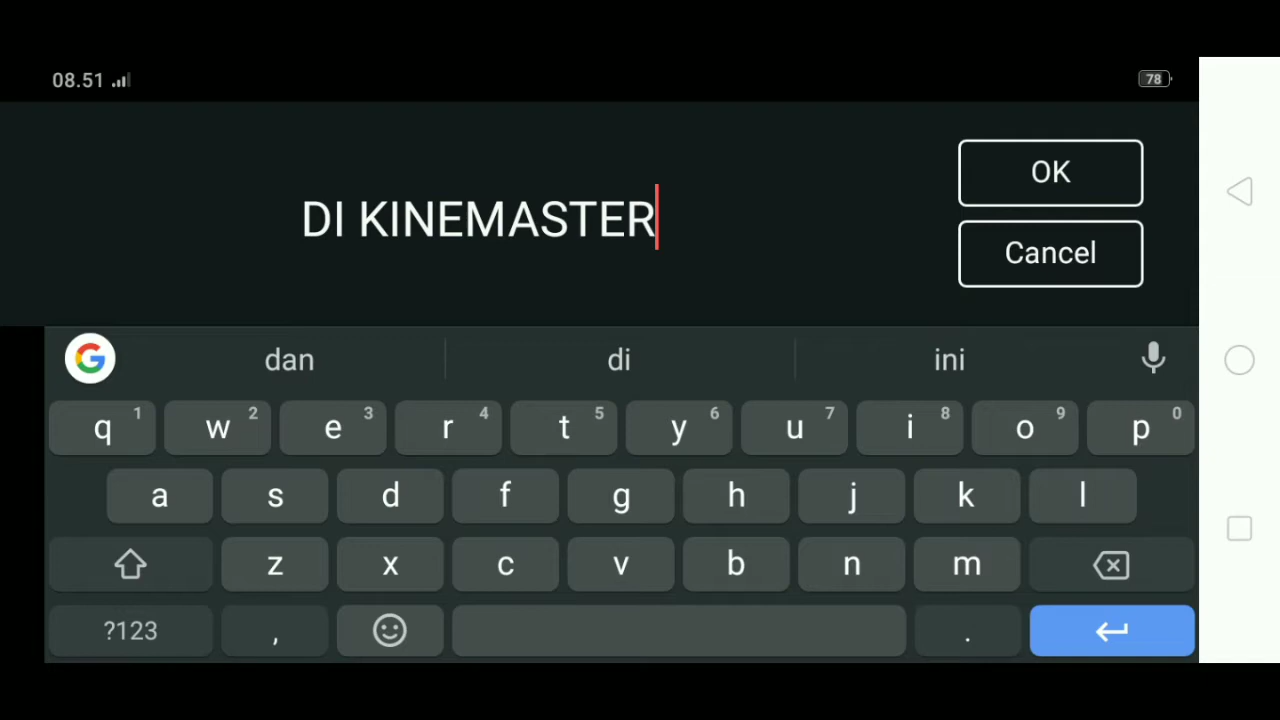 08.51
78
DI KINEMASTER
OK
Cancel
G dan di ini
q 1 w 2 e 3 r 4 t 5 y 6 u 7 i 8 o 9 p 0
a s d f g h j k l
z x c v b n m
?123 , .